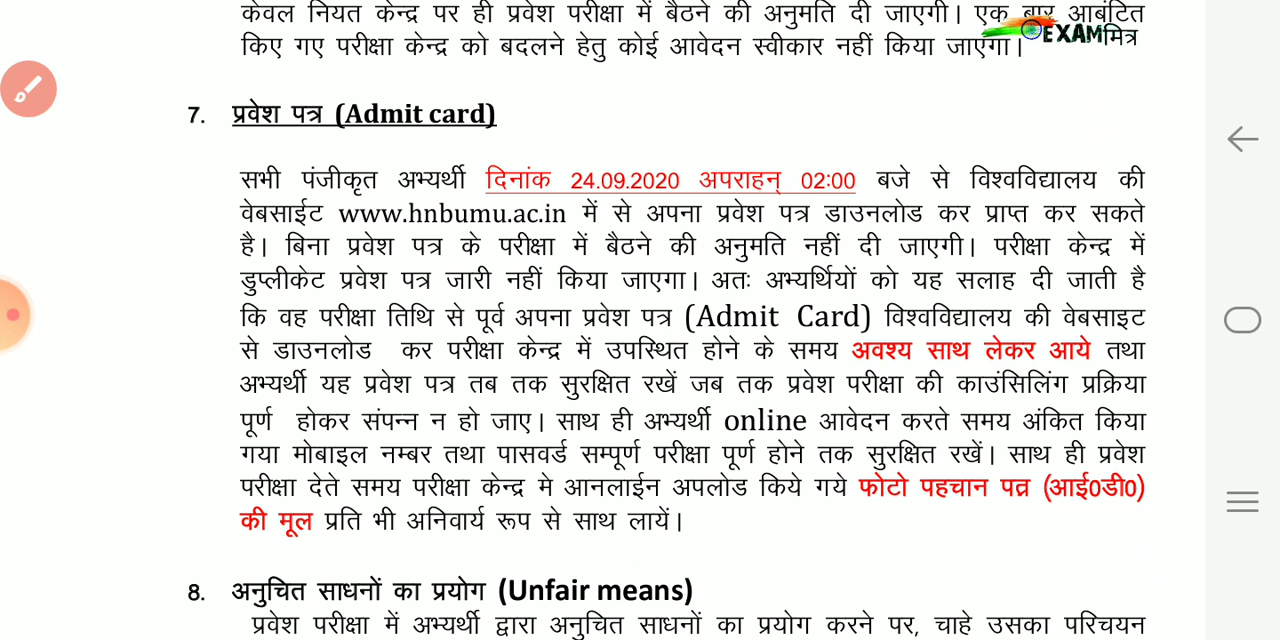 केवल नियत केन्द्र पर ही प्रवेश परीक्षा में बैठने की अनुमति दी जाएगी। एक बार आबंटित
किए गए परीक्षा केन्द्र को बदलने हेतु कोई आवेदन स्वीकार नहीं किया जाएगा।
EXAM मित्र
7. प्रवेश पत्र (Admit card)
सभी पंजीकृत अभ्यर्थी दिनांक 24.09.2020 अपराहन् 02:00 बजे से विश्वविद्यालय की
वेबसाईट www.hnbumu.ac.in में से अपना प्रवेश पत्र डाउनलोड कर प्राप्त कर सकते
है। बिना प्रवेश पत्र के परीक्षा में बैठने की अनुमति नहीं दी जाएगी। परीक्षा केन्द्र में
डुप्लीकेट प्रवेश पत्र जारी नहीं किया जाएगा। अतः अभ्यर्थियों को यह सलाह दी जाती है
कि वह परीक्षा तिथि से पूर्व अपना प्रवेश पत्र (Admit Card) विश्वविद्यालय की वेबसाइट
से डाउनलोड कर परीक्षा केन्द्र में उपस्थित होने के समय अवश्य साथ लेकर आये तथा
अभ्यर्थी यह प्रवेश पत्र तब तक सुरक्षित रखें जब तक प्रवेश परीक्षा की काउंसिलिंग प्रक्रिया
पूर्ण होकर संपन्न न हो जाए। साथ ही अभ्यर्थी online आवेदन करते समय अंकित किया
गया मोबाइल नम्बर तथा पासवर्ड सम्पूर्ण परीक्षा पूर्ण होने तक सुरक्षित रखें। साथ ही प्रवेश
परीक्षा देते समय परीक्षा केन्द्र मे आनलाईन अपलोड किये गये फोटो पहचान पत्र (आई0डी0)
की मूल प्रति भी अनिवार्य रूप से साथ लायें।
8. अनुचित साधनों का प्रयोग (Unfair means)
प्रवेश परीक्षा में अभ्यर्थी द्वारा अनुचित साधनों का प्रयोग करने पर, चाहे उसका परिचयन